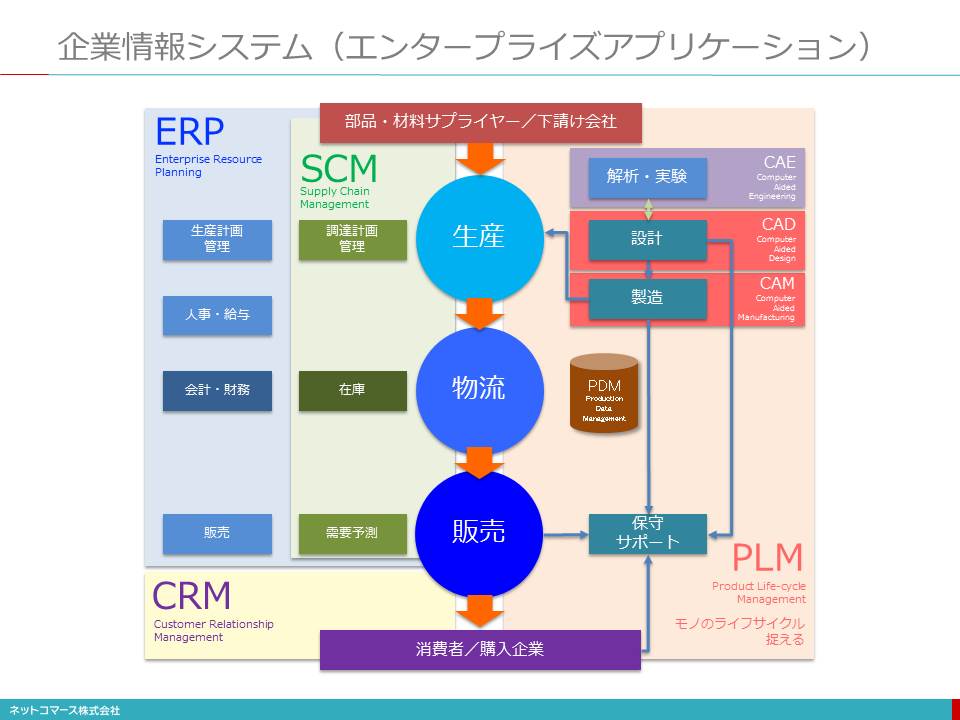 企業情報システム（エンタープライズアプリケーション）
部品・材料サプライヤー／下請け会社
ERP
Enterprise Resource
Planning
生産計画
管理
人事・給与
会計・財務
販売
SCM
Supply Chain
Management
調達計画
管理
在庫
需要予測
生産
物流
販売
CAE
Computer
Aided
Engineering
解析・実験
CAD
Computer
Aided
Design
設計
CAM
Computer
Aided
Manufacturing
製造
PDM
Production
Data
Management
保守
サポート
PLM
Product Life-cycle
Management
モノのライフサイクル
捉える
CRM
Customer Relationship
Management
消費者／購入企業
ネットコマース株式会社